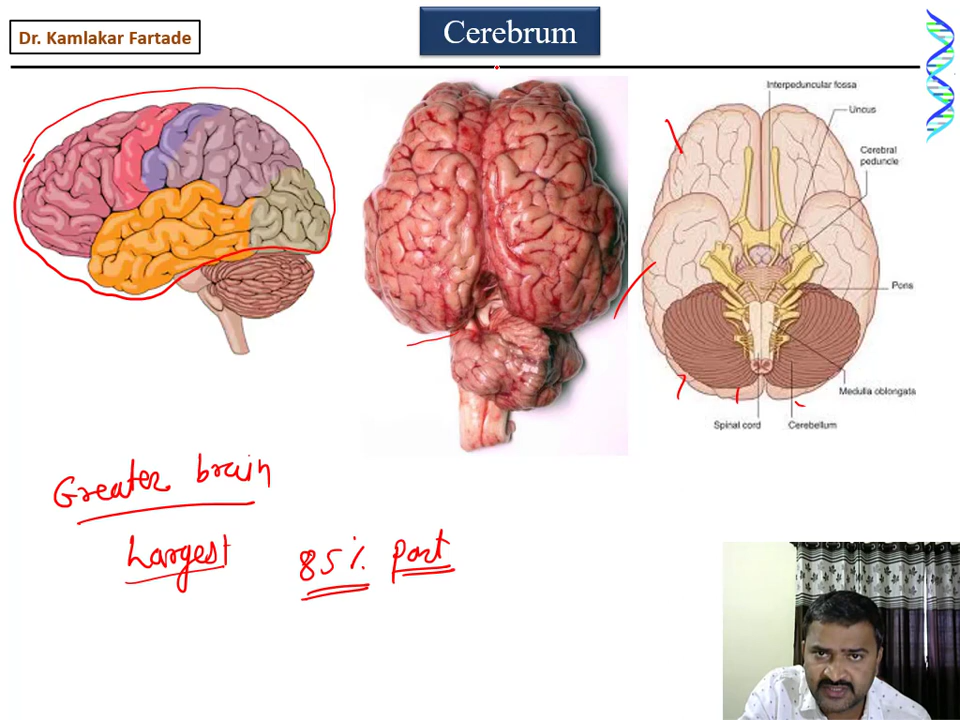 Cerebrum
Dr. Kamlakar Fartade
Interpeduncular fossa
Uncus
Cerebral
peduncle
Pons
Medulla oblongata
Spinal cord
Cerebellum
Greater brain
Largest 85% part